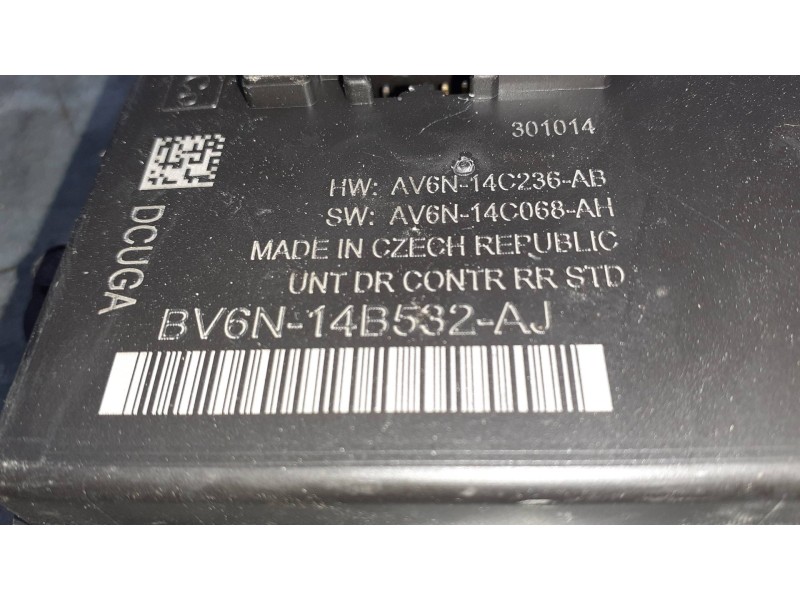 301014
HW: AV6N-14C236-AB
SW: AV6N-14C068-AH
MADE IN CZECH REPUBLIC
UNT DR CONTR RR STD
DCUGA
BV6N-14B532-AJ